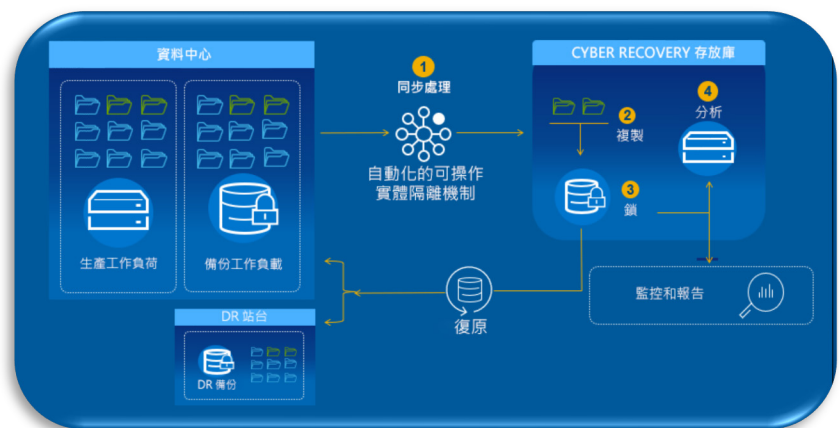 資料中心
生產工作負荷
備份工作負載
DR 站台
DR 備份
1
同步處理
自動化的可操作
實體隔離機制
復原
CYBER RECOVERY 存放庫
2
複製
3
鎖
4
分析
監控和報告